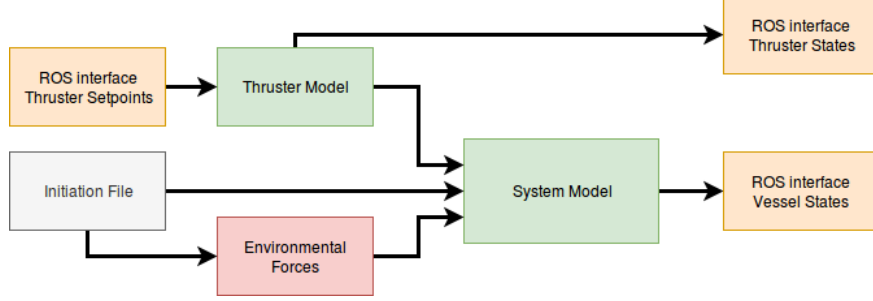 ROS interface
Thruster States
ROS interface
Thruster Setpoints
Thruster Model
Initiation File
System Model
ROS interface
Vessel States
Environmental
Forces